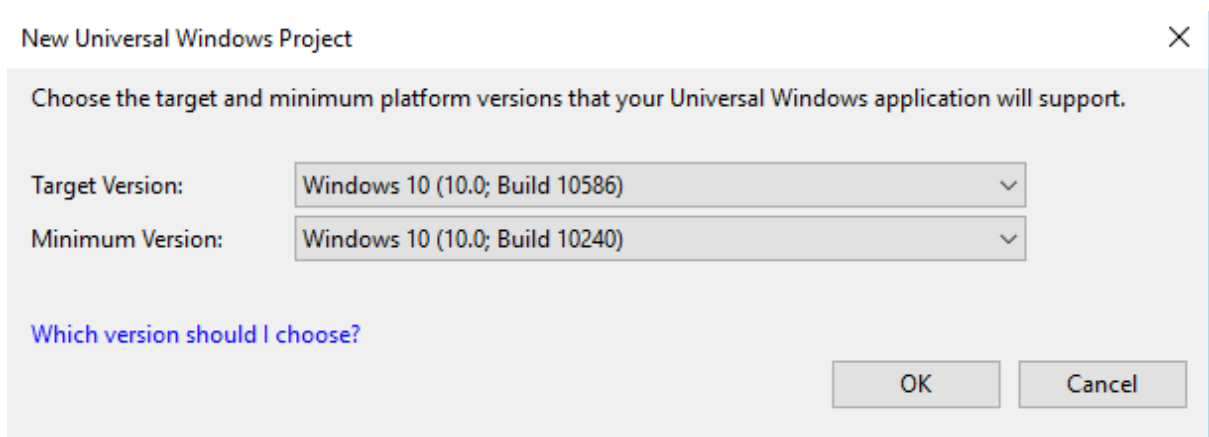 New Universal Windows Project
Choose the target and minimum platform versions that your Universal Windows application will support.
Target Version: Windows 10 (10.0; Build 10586)
Minimum Version: Windows 10 (10.0; Build 10240)
Which version should I choose?
OK Cancel